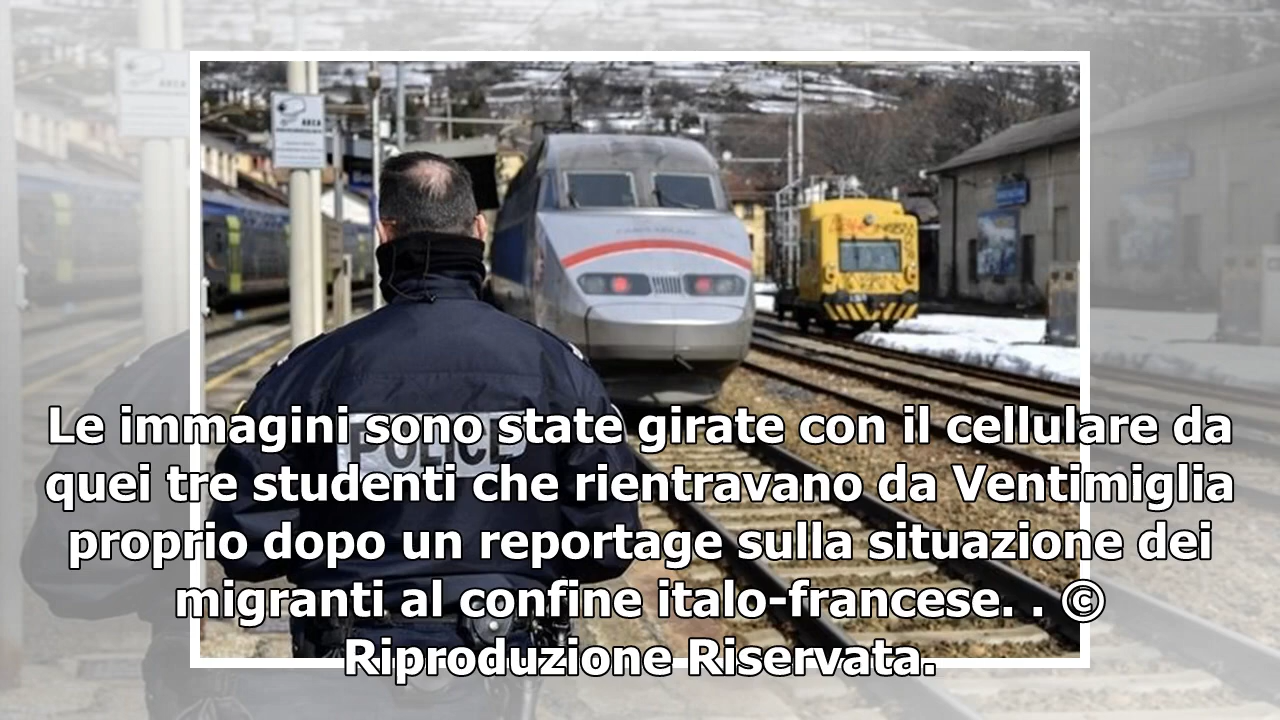 AREA
Le immagini sono state girate con il cellulare da
POLICE
quei tre studenti che rientravano da Ventimiglia
proprio dopo un reportage sulla situazione dei
migranti al confine italo-francese. . ©
Riproduzione Riservata.